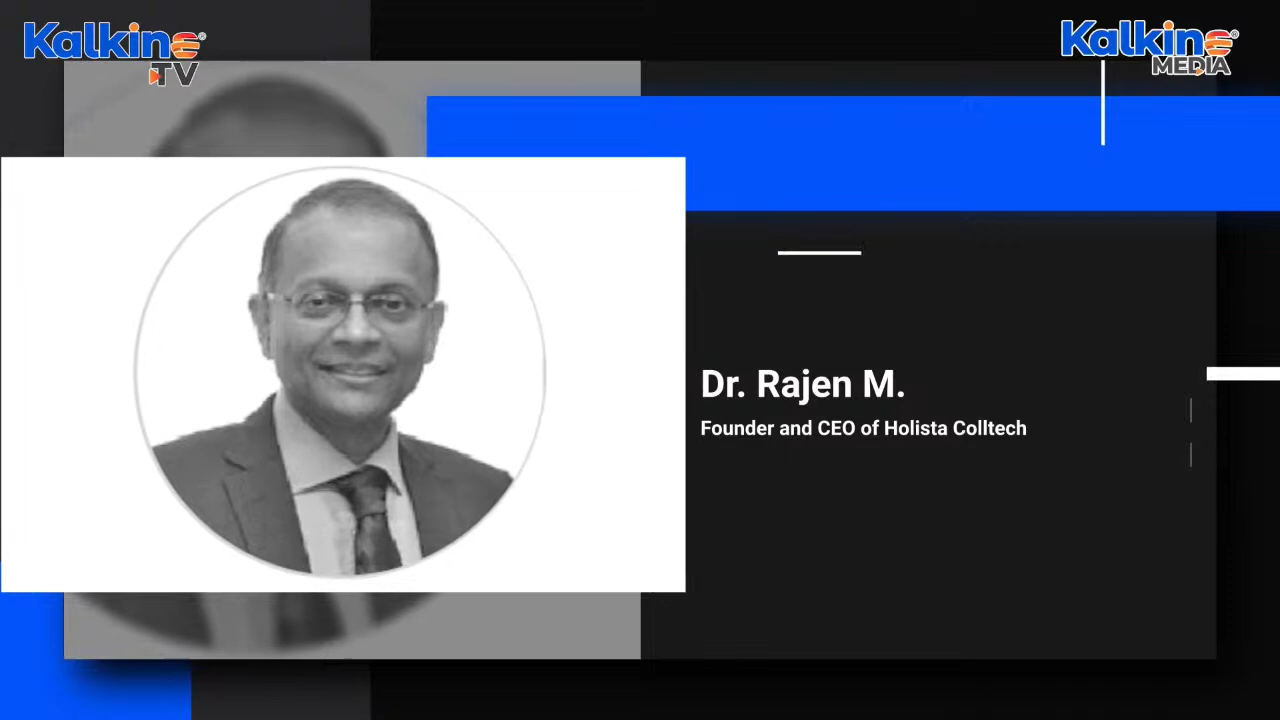 Kalkine®
TV
Kalkine®
MEDIA
Dr. Rajen M.
Founder and CEO of Holista Colltech